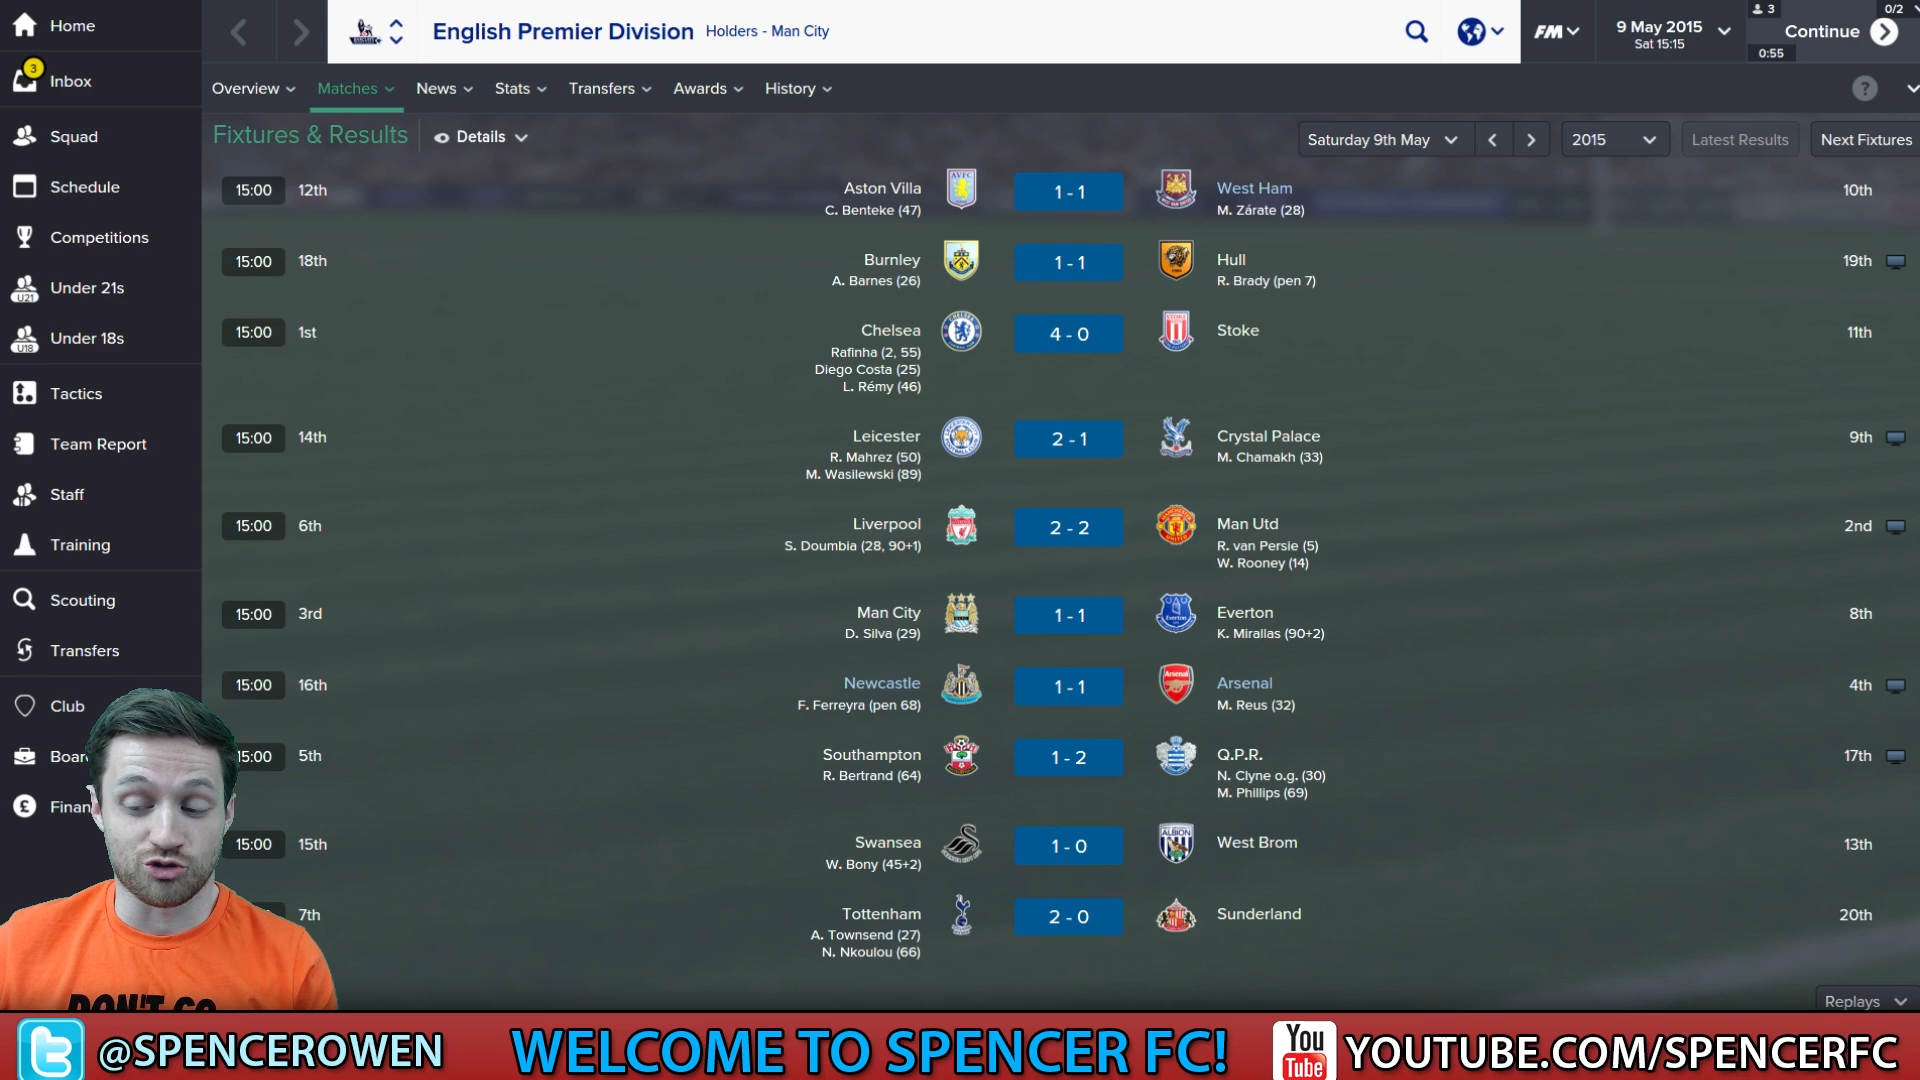 Home
Inbox
3
Squad
Schedule
Competitions
Under 21s
U21
Under 18s
U18
Tactics
Team Report
Staff
Training
Scouting
Transfers
Club
Boar
Finan
English Premier Division Holders - Man City
FM
9 May 2015
Sat 15:15
3
0:55
0/2
Continue
Overview Matches News Stats Transfers Awards History
?
Fixtures & Results Details
Saturday 9th May 2015 Latest Results Next Fixtures
15:00 12th Aston Villa 1 - 1 West Ham 10th
C. Benteke (47) M. Zárate (28)
15:00 18th Burnley 1 - 1 Hull 19th
A. Barnes (26) R. Brady (pen 7)
15:00 1st Chelsea 4 - 0 Stoke 11th
Rafinha (2, 55)
Diego Costa (25)
L. Rémy (46)
15:00 14th Leicester 2 - 1 Crystal Palace 9th
R. Mahrez (50) M. Chamakh (33)
M. Wasilewski (89)
15:00 6th Liverpool 2 - 2 Man Utd 2nd
S. Doumbia (28, 90+1) R. van Persie (5)
W. Rooney (14)
15:00 3rd Man City 1 - 1 Everton 8th
D. Silva (29) K. Mirallas (90+2)
15:00 16th Newcastle 1 - 1 Arsenal 4th
F. Ferreyra (pen 68) M. Reus (32)
15:00 5th Southampton 1 - 2 Q.P.R. 17th
R. Bertrand (64) N. Clyne o.g. (30)
M. Phillips (69)
15:00 15th Swansea 1 - 0 West Brom 13th
W. Bony (45+2)
7th Tottenham 2 - 0 Sunderland 20th
A. Townsend (27)
N. Nkoulou (66)
Replays
DON'T GO
@SPENCEROWEN WELCOME TO SPENCER FC! You Tube YOUTUBE.COM/SPENCERFC